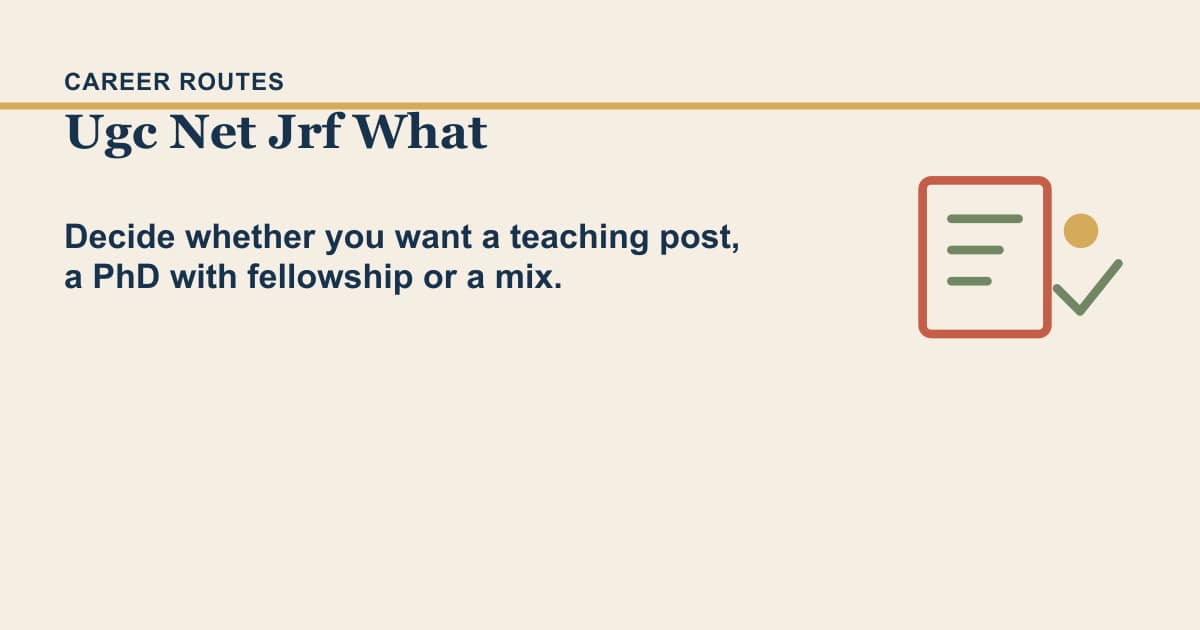 CAREER ROUTES
Ugc Net Jrf What
Decide whether you want a teaching post,
a PhD with fellowship or a mix.